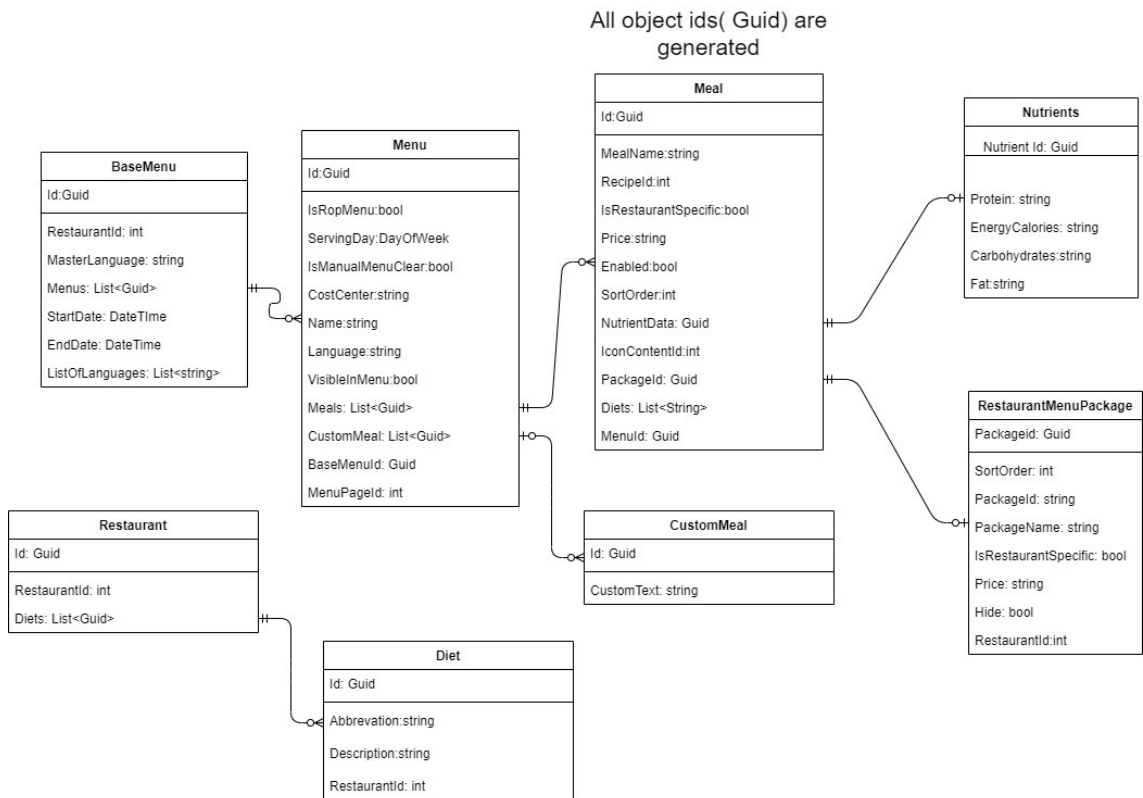 All object ids( Guid) are
generated
Meal
Id:Guid
MealName:string
RecipeId:int
IsRestaurantSpecific:bool
Price:string
Enabled:bool
SortOrder:int
NutrientData: Guid
IconContentId:int
PackageId: Guid
Diets: List<String>
MenuId: Guid
Nutrients
Nutrient Id: Guid
Protein: string
EnergyCalories: string
Carbohydrates:string
Fat:string
Menu
Id:Guid
IsRopMenu:bool
ServingDay:DayOfWeek
IsManualMenuClear:bool
CostCenter:string
Name:string
Language:string
VisibleInMenu:bool
Meals: List<Guid>
CustomMeal: List<Guid>
BaseMenuId: Guid
MenuPageId: int
BaseMenu
Id:Guid
RestaurantId: int
MasterLanguage: string
Menus: List<Guid>
StartDate: DateTIme
EndDate: DateTime
ListOfLanguages: List<string>
RestaurantMenuPackage
Packageid: Guid
SortOrder: int
PackageId: string
PackageName: string
IsRestaurantSpecific: bool
Price: string
Hide: bool
RestaurantId:int
Restaurant
Id: Guid
RestaurantId: int
Diets: List<Guid>
CustomMeal
Id: Guid
CustomText: string
Diet
Id: Guid
Abbrevation:string
Description:string
RestaurantId: int